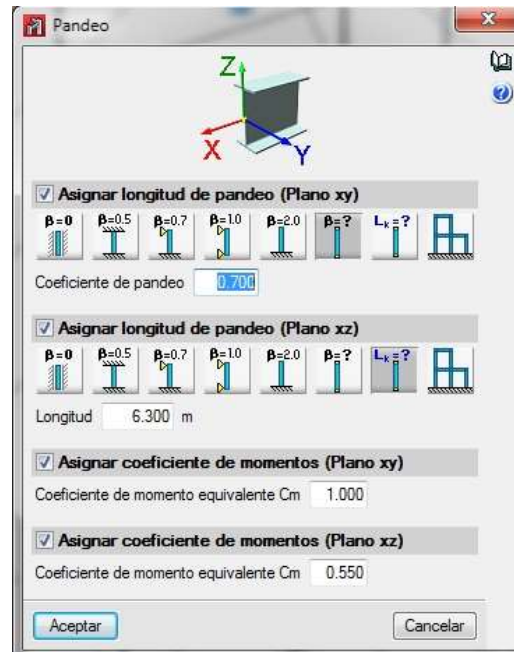 Pandeo
Z
X
Y
Asignar longitud de pandeo (Plano xy)
β=0 β=0.5 β=0.7 β=1.0 β=2.0 β=? Lk=?
Coeficiente de pandeo 0.700
Asignar longitud de pandeo (Plano xz)
β=0 β=0.5 β=0.7 β=1.0 β=2.0 β=? Lk=?
Longitud 6.300 m
Asignar coeficiente de momentos (Plano xy)
Coeficiente de momento equivalente Cm 1.000
Asignar coeficiente de momentos (Plano xz)
Coeficiente de momento equivalente Cm 0.550
Aceptar Cancelar